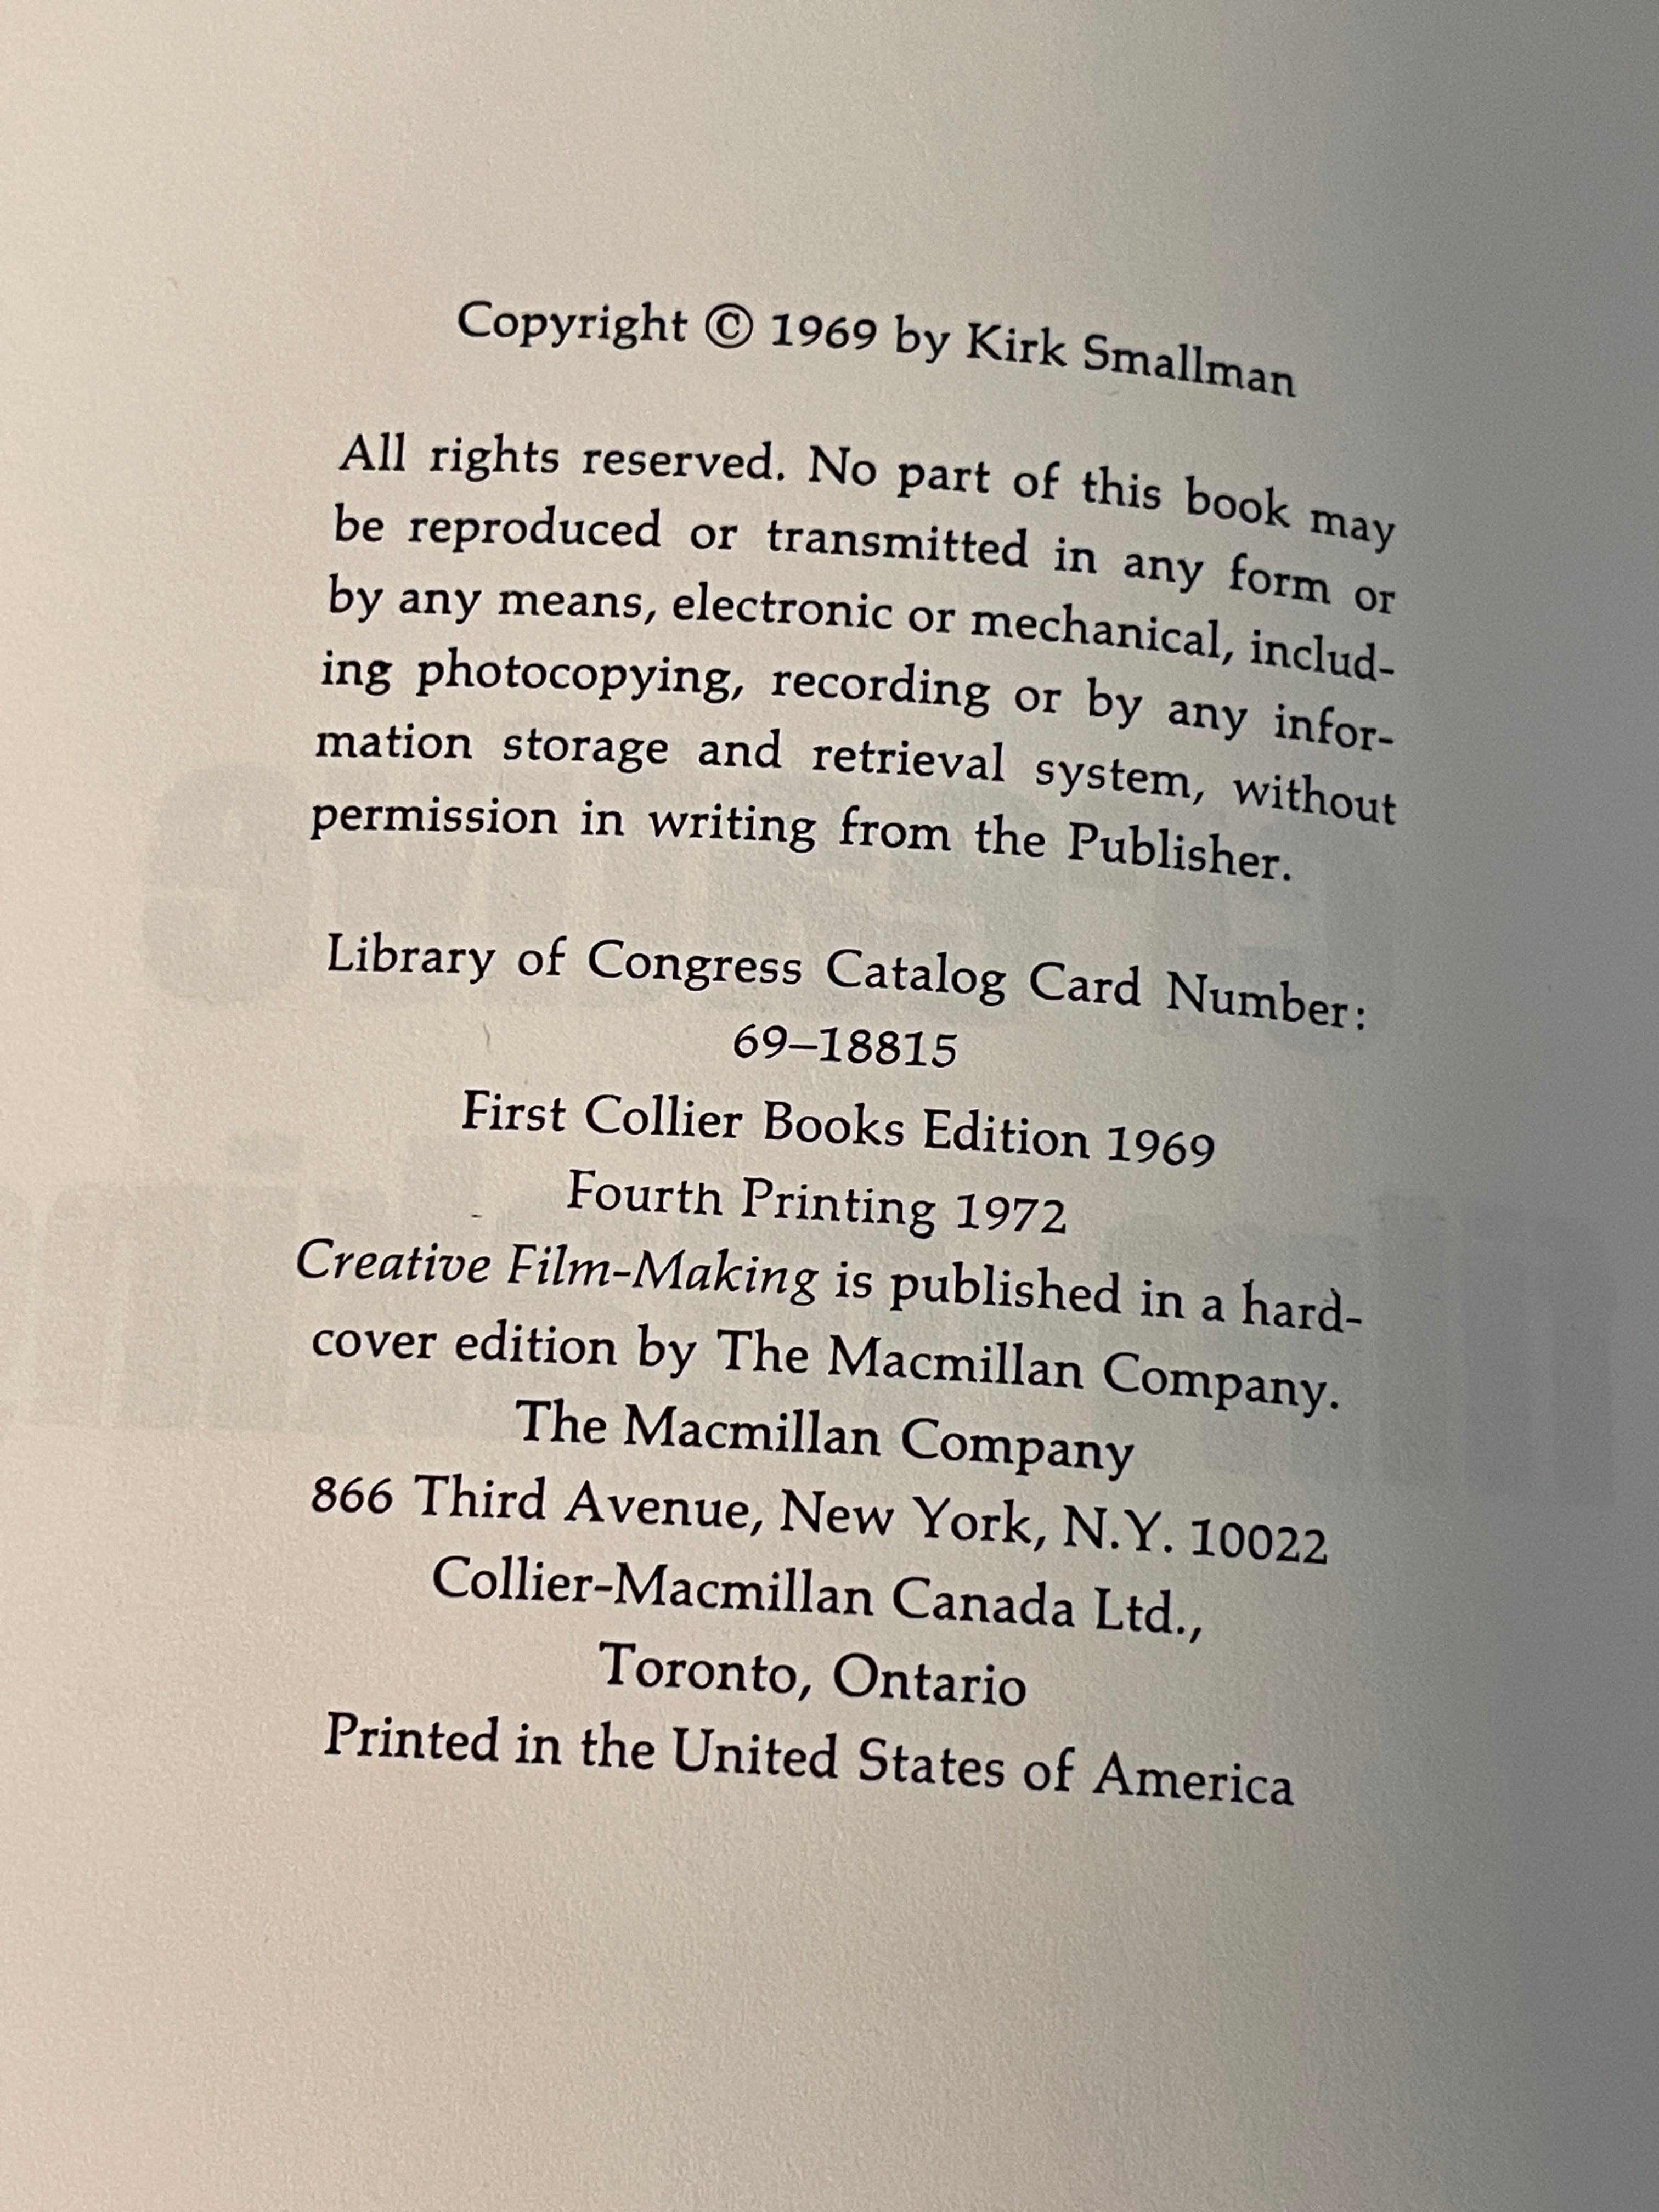 Copyright © 1969 by Kirk Smallman
All rights reserved. No part of this book may
be reproduced or transmitted in any form or
by any means, electronic or mechanical, includ-
ing photocopying, recording or by any infor-
mation storage and retrieval system, without
permission in writing from the Publisher.
Library of Congress Catalog Card Number:
69–18815
First Collier Books Edition 1969
Fourth Printing 1972
Creative Film-Making is published in a hard-
cover edition by The Macmillan Company.
The Macmillan Company
866 Third Avenue, New York, N.Y. 10022
Collier-Macmillan Canada Ltd.,
Toronto, Ontario
Printed in the United States of America